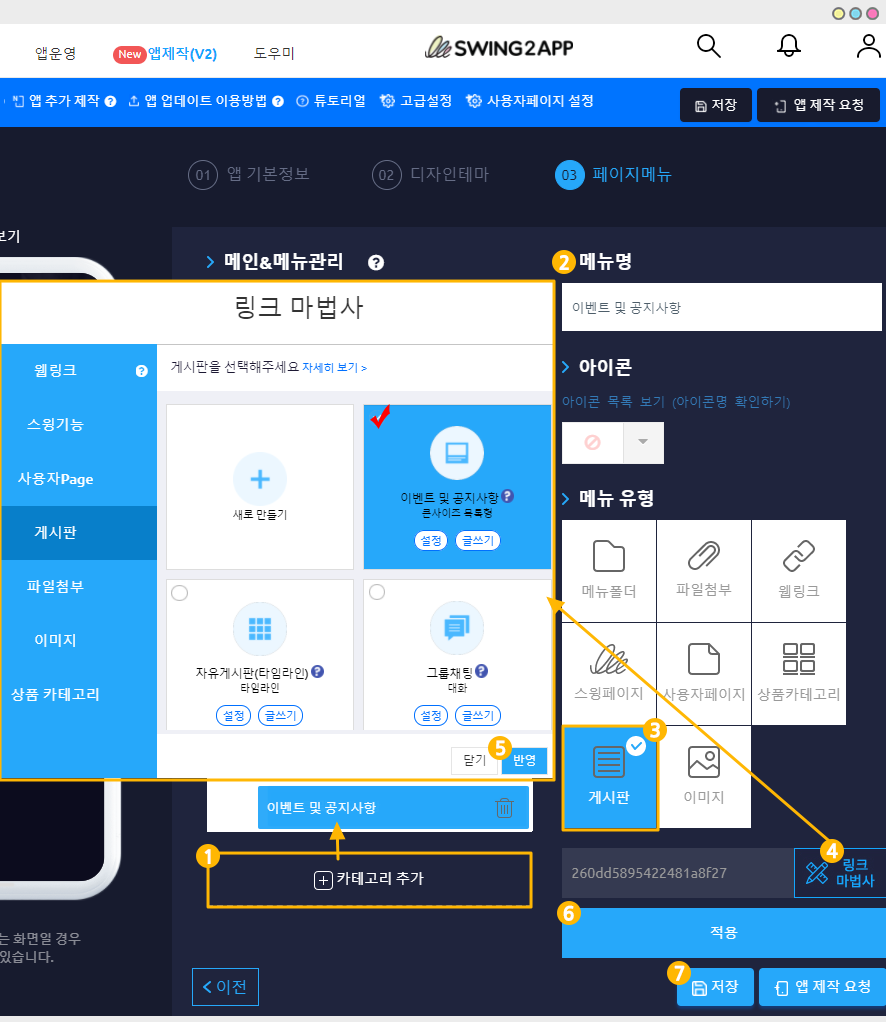 앱운영
New 앱제작(V2)
도우미
SWING2APP
앱 추가 제작 ?
앱 업데이트 이용방법 ?
튜토리얼
고급설정
사용자페이지 설정
저장
앱 제작 요청
01 앱 기본정보
02 디자인테마
03 페이지메뉴
보기
메인&메뉴관리 ?
2 메뉴명
이벤트 및 공지사항
링크 마법사
웹링크 ?
스윙기능
사용자Page
게시판
파일첨부
이미지
상품 카테고리
게시판을 선택해주세요 자세히 보기 >
새로 만들기
이벤트 및 공지사항 ?
큰사이즈 목록형
설정 글쓰기
자유게시판(타임라인) ?
타임라인
설정 글쓰기
그룹채팅 ?
대화
설정 글쓰기
닫기
5 반영
아이콘
아이콘 목록 보기 (아이콘명 확인하기)
메뉴 유형
메뉴폴더
파일첨부
웹링크
스윙페이지
사용자페이지
상품카테고리
3
게시판
이미지
이벤트 및 공지사항
1
카테고리 추가
260dd5895422481a8f27
4
링크
마법사
6
적용
는 화면일 경우
있습니다.
이전
7
저장
앱 제작 요청